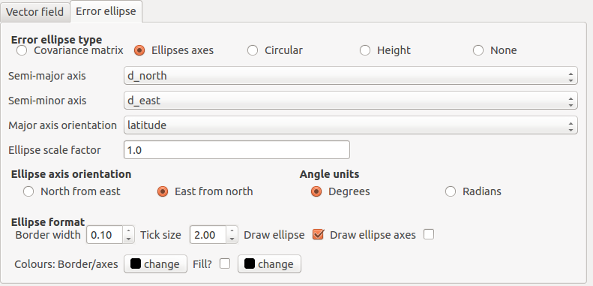 Vector field Error ellipse
Error ellipse type
Covariance matrix Ellipses axes Circular Height None
Semi-major axis d_north
Semi-minor axis d_east
Major axis orientation latitude
Ellipse scale factor 1.0
Ellipse axis orientation Angle units
North from east East from north Degrees Radians
Ellipse format
Border width 0.10 Tick size 2.00 Draw ellipse Draw ellipse axes
Colours: Border/axes change Fill? change